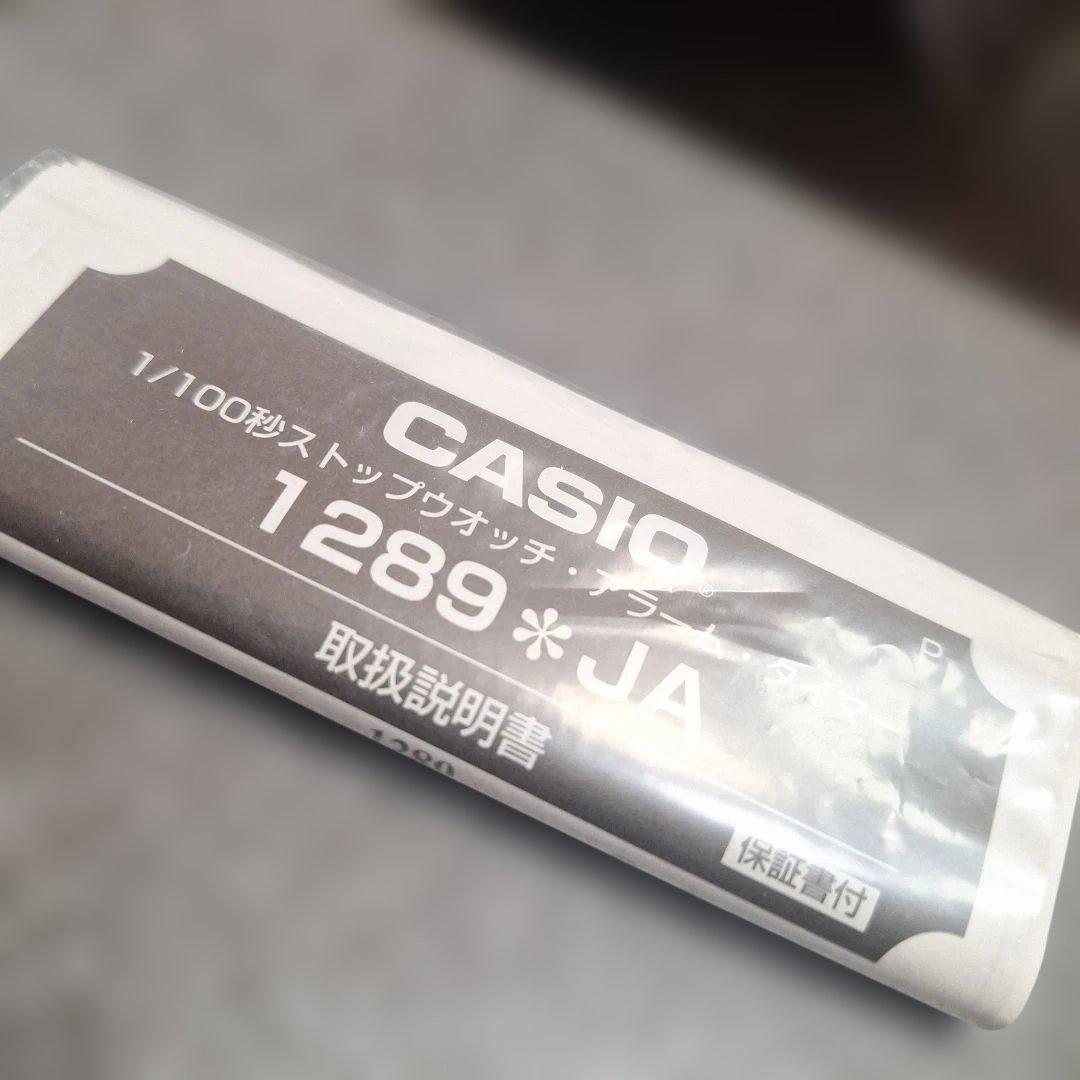 CASIO®
1/100秒ストップウオッチ・アラーム・タイマー P
1289＊JA
取扱説明書
保証書付